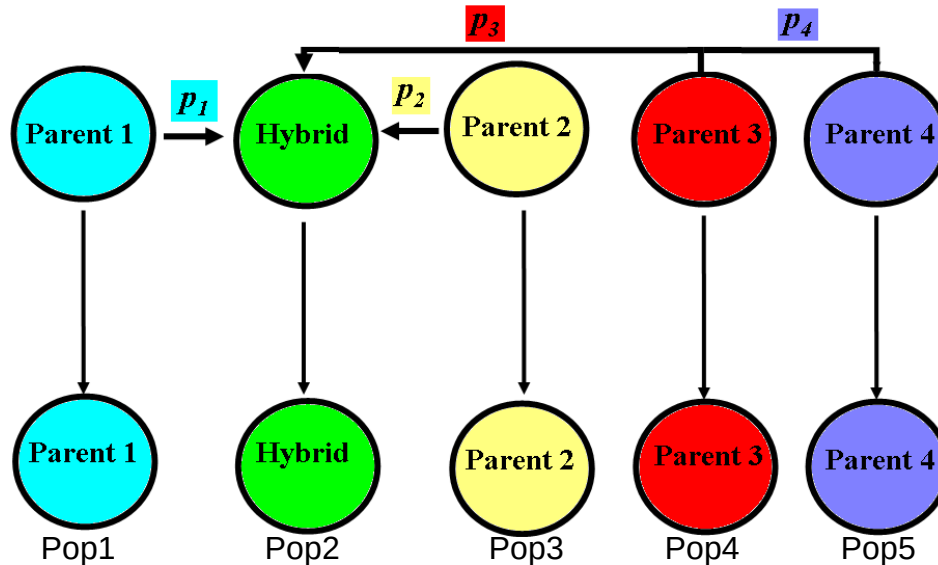 p3
p4
p1
p2
Parent 1
Hybrid
Parent 2
Parent 3
Parent 4
Parent 1
Hybrid
Parent 2
Parent 3
Parent 4
Pop1
Pop2
Pop3
Pop4
Pop5